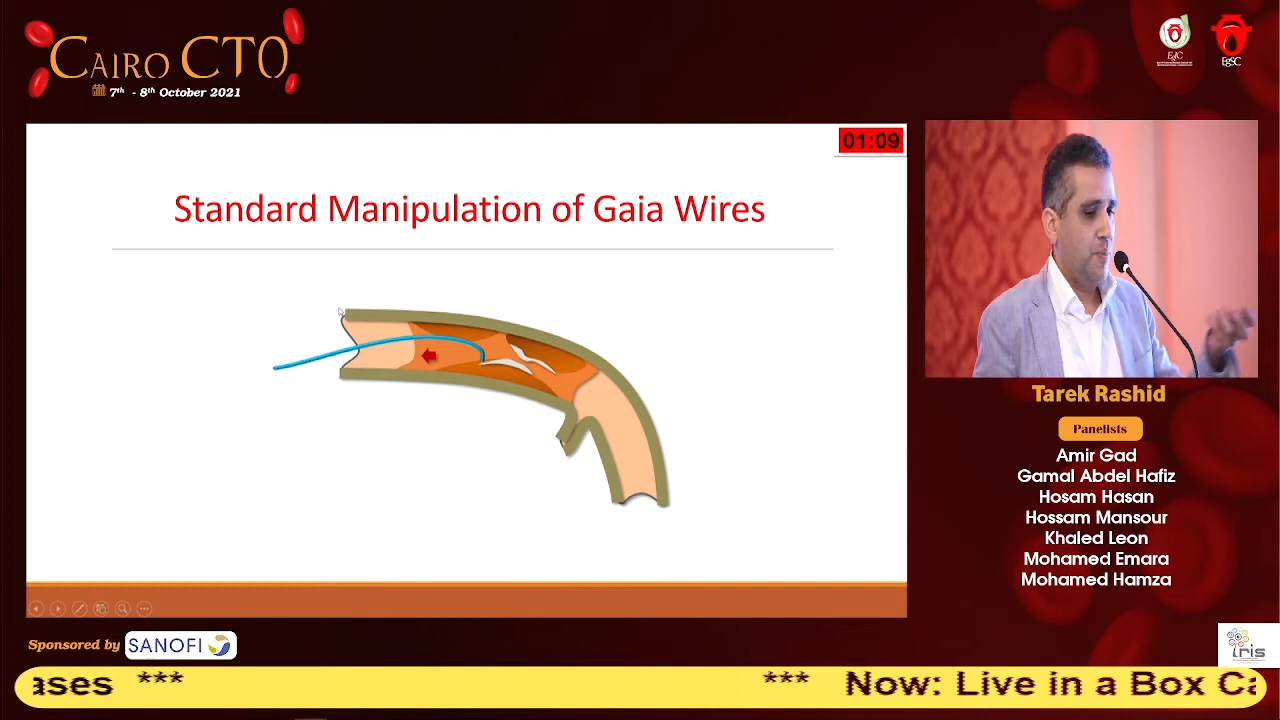 CAIRO CTO
7th - 8th October 2021
EgSC
01:09
Standard Manipulation of Gaia Wires
Tarek Rashid
Panelists
Amir Gad
Gamal Abdel Hafiz
Hosam Hasan
Hossam Mansour
Khaled Leon
Mohamed Emara
Mohamed Hamza
Sponsored by SANOFI
iris
ases *** *** Now: Live in a Box Ca